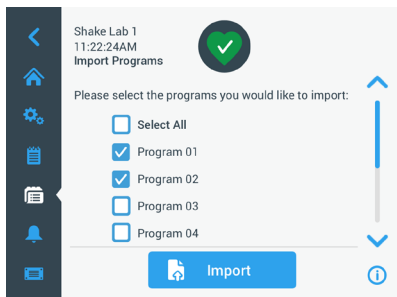 Shake Lab 1
11:22:24AM
Import Programs
Please select the programs you would like to import:
Select All
Program 01
Program 02
Program 03
Program 04
Import